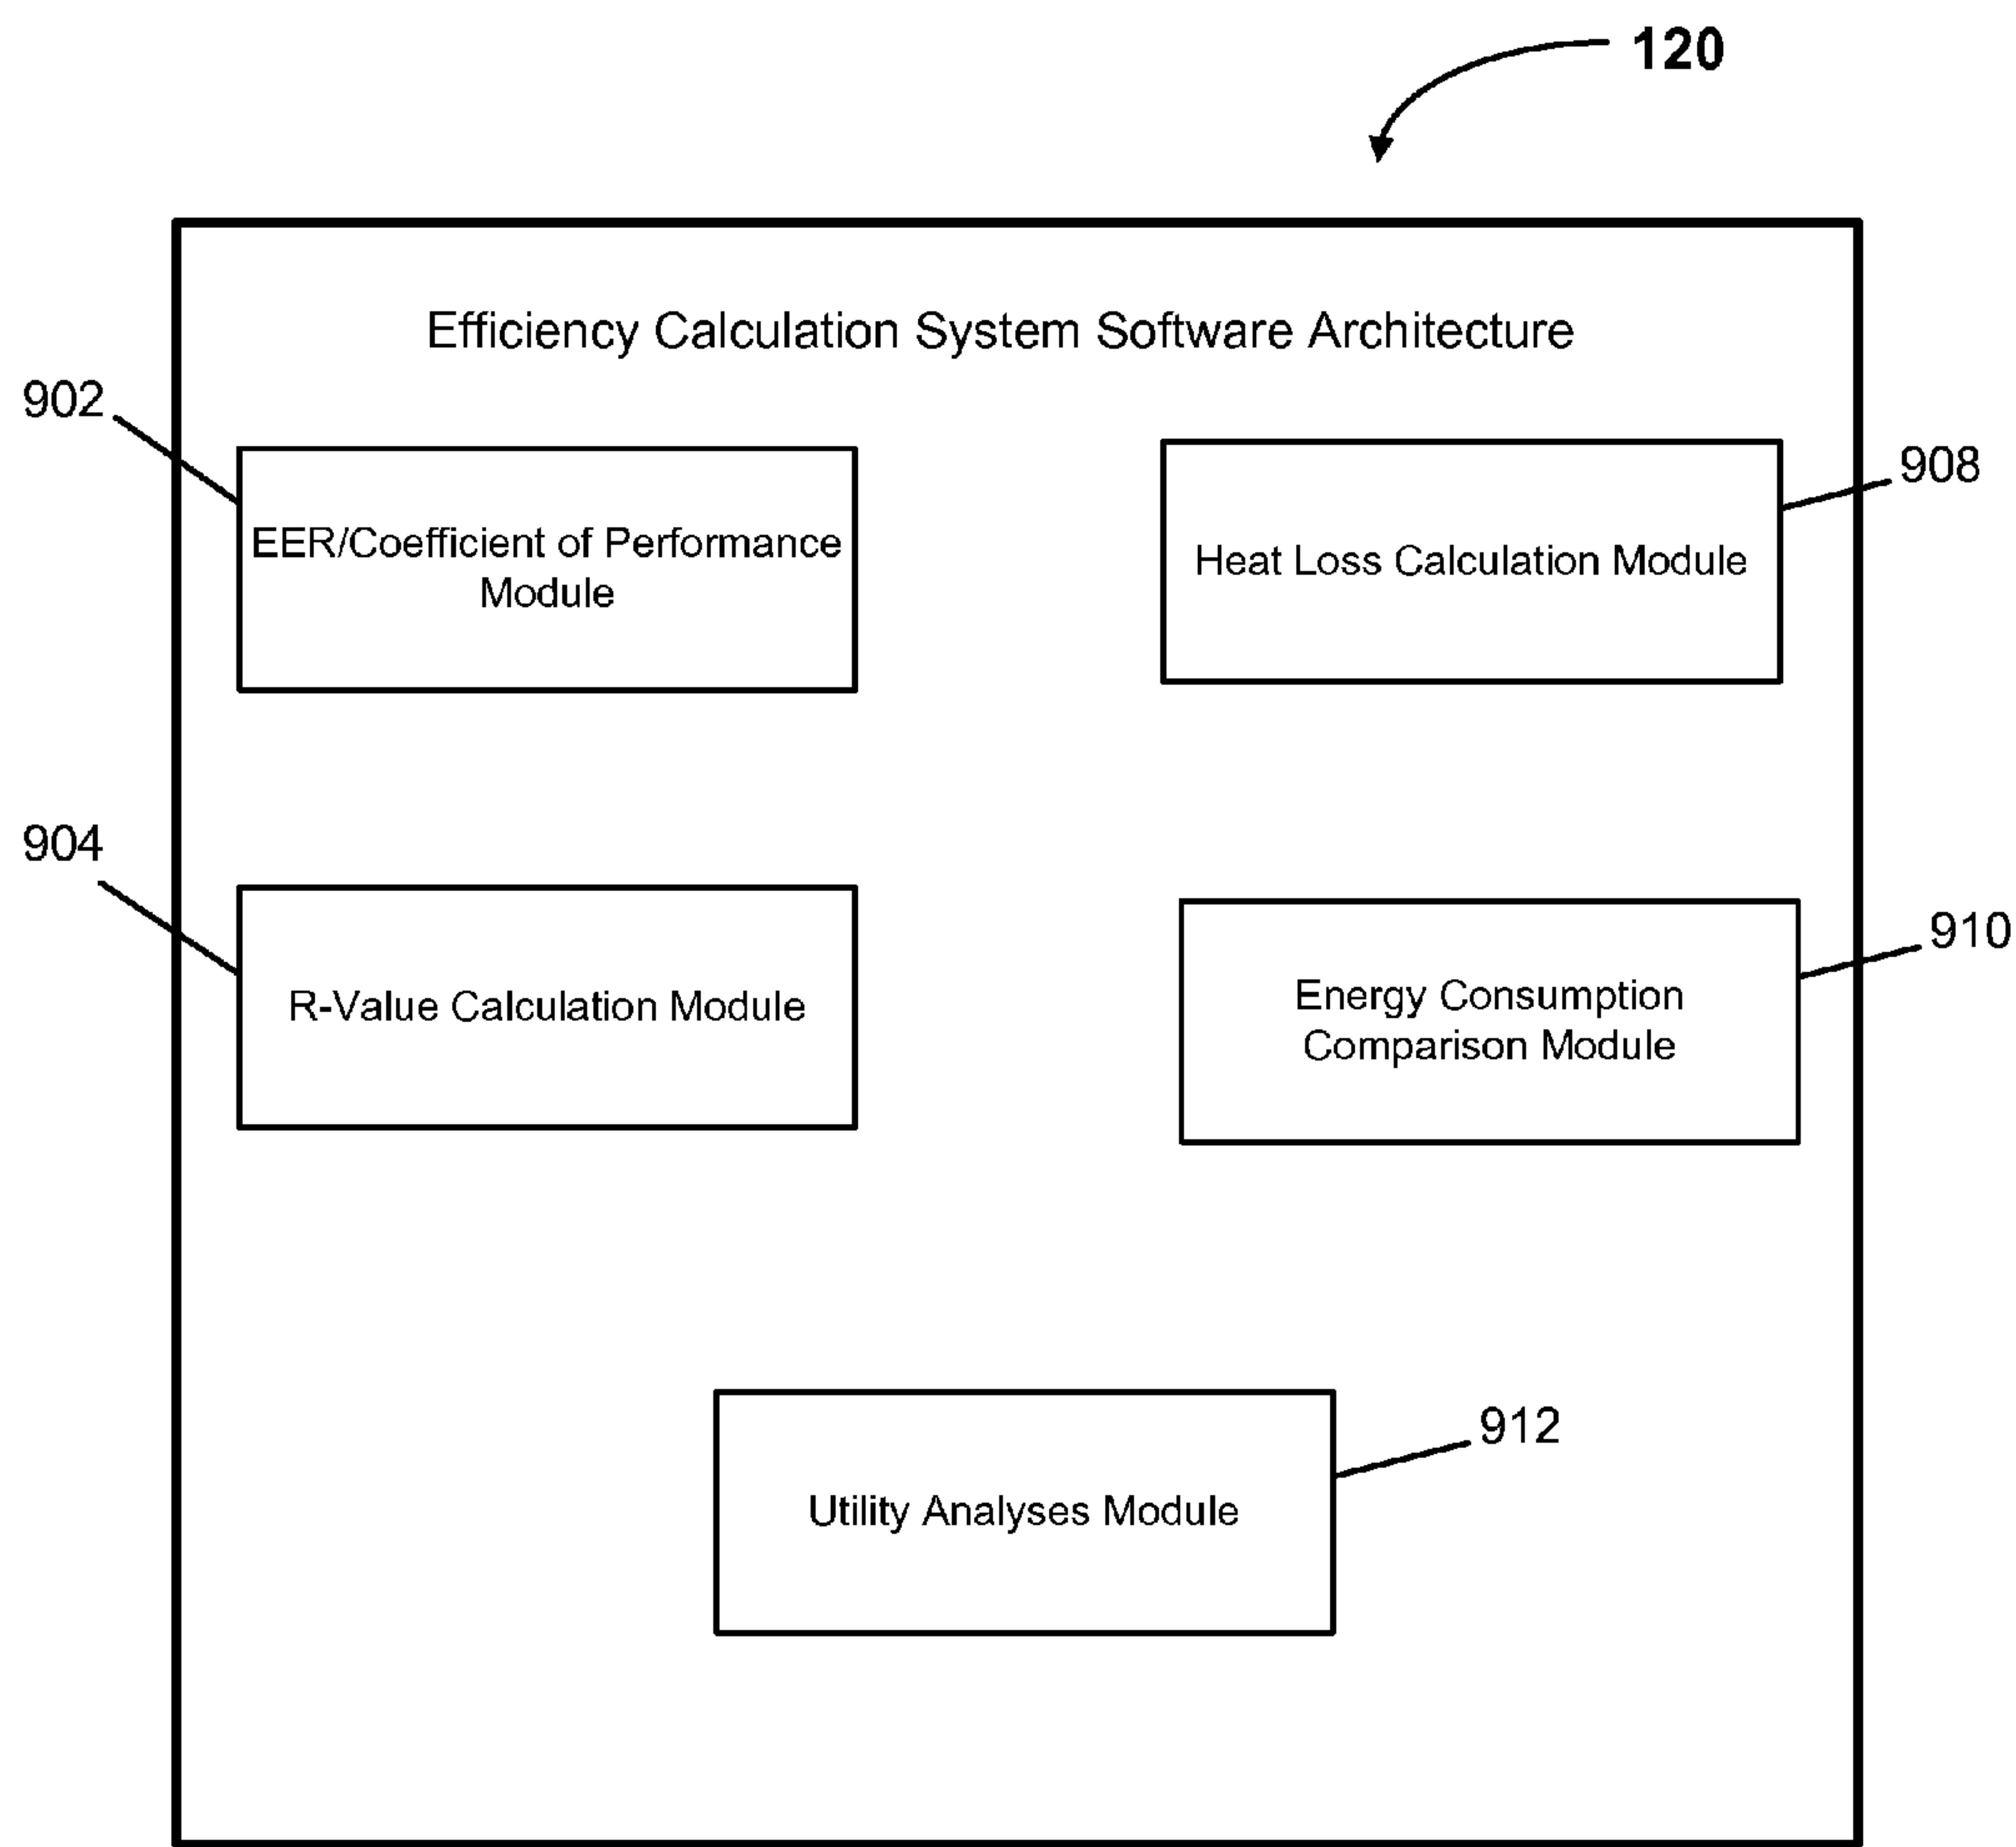 120
Efficiency Calculation System Software Architecture
902
EER/Coefficient of Performance
Module
908
Heat Loss Calculation Module
904
R-Value Calculation Module
910
Energy Consumption
Comparison Module
912
Utility Analyses Module